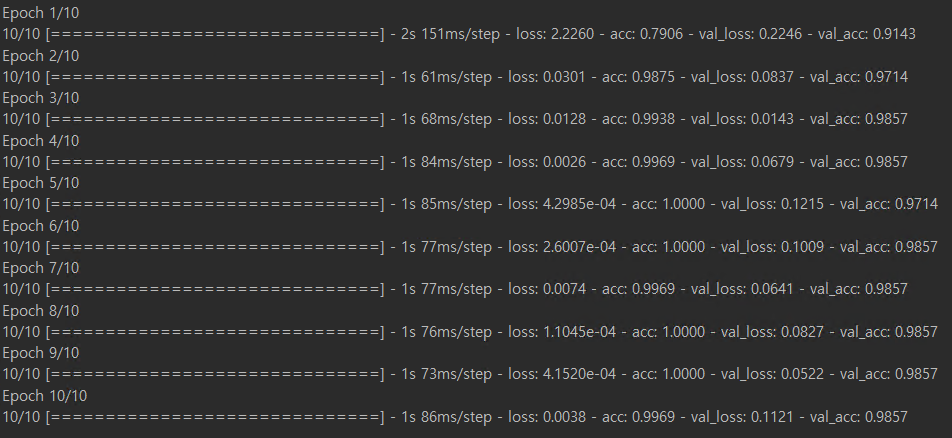 Epoch 1/10
10/10 [==============================] - 2s 151ms/step - loss: 2.2260 - acc: 0.7906 - val_loss: 0.2246 - val_acc: 0.9143
Epoch 2/10
10/10 [==============================] - 1s 61ms/step - loss: 0.0301 - acc: 0.9875 - val_loss: 0.0837 - val_acc: 0.9714
Epoch 3/10
10/10 [==============================] - 1s 68ms/step - loss: 0.0128 - acc: 0.9938 - val_loss: 0.0143 - val_acc: 0.9857
Epoch 4/10
10/10 [==============================] - 1s 84ms/step - loss: 0.0026 - acc: 0.9969 - val_loss: 0.0679 - val_acc: 0.9857
Epoch 5/10
10/10 [==============================] - 1s 85ms/step - loss: 4.2985e-04 - acc: 1.0000 - val_loss: 0.1215 - val_acc: 0.9714
Epoch 6/10
10/10 [==============================] - 1s 77ms/step - loss: 2.6007e-04 - acc: 1.0000 - val_loss: 0.1009 - val_acc: 0.9857
Epoch 7/10
10/10 [==============================] - 1s 77ms/step - loss: 0.0074 - acc: 0.9969 - val_loss: 0.0641 - val_acc: 0.9857
Epoch 8/10
10/10 [==============================] - 1s 76ms/step - loss: 1.1045e-04 - acc: 1.0000 - val_loss: 0.0827 - val_acc: 0.9857
Epoch 9/10
10/10 [==============================] - 1s 73ms/step - loss: 4.1520e-04 - acc: 1.0000 - val_loss: 0.0522 - val_acc: 0.9857
Epoch 10/10
10/10 [==============================] - 1s 86ms/step - loss: 0.0038 - acc: 0.9969 - val_loss: 0.1121 - val_acc: 0.9857